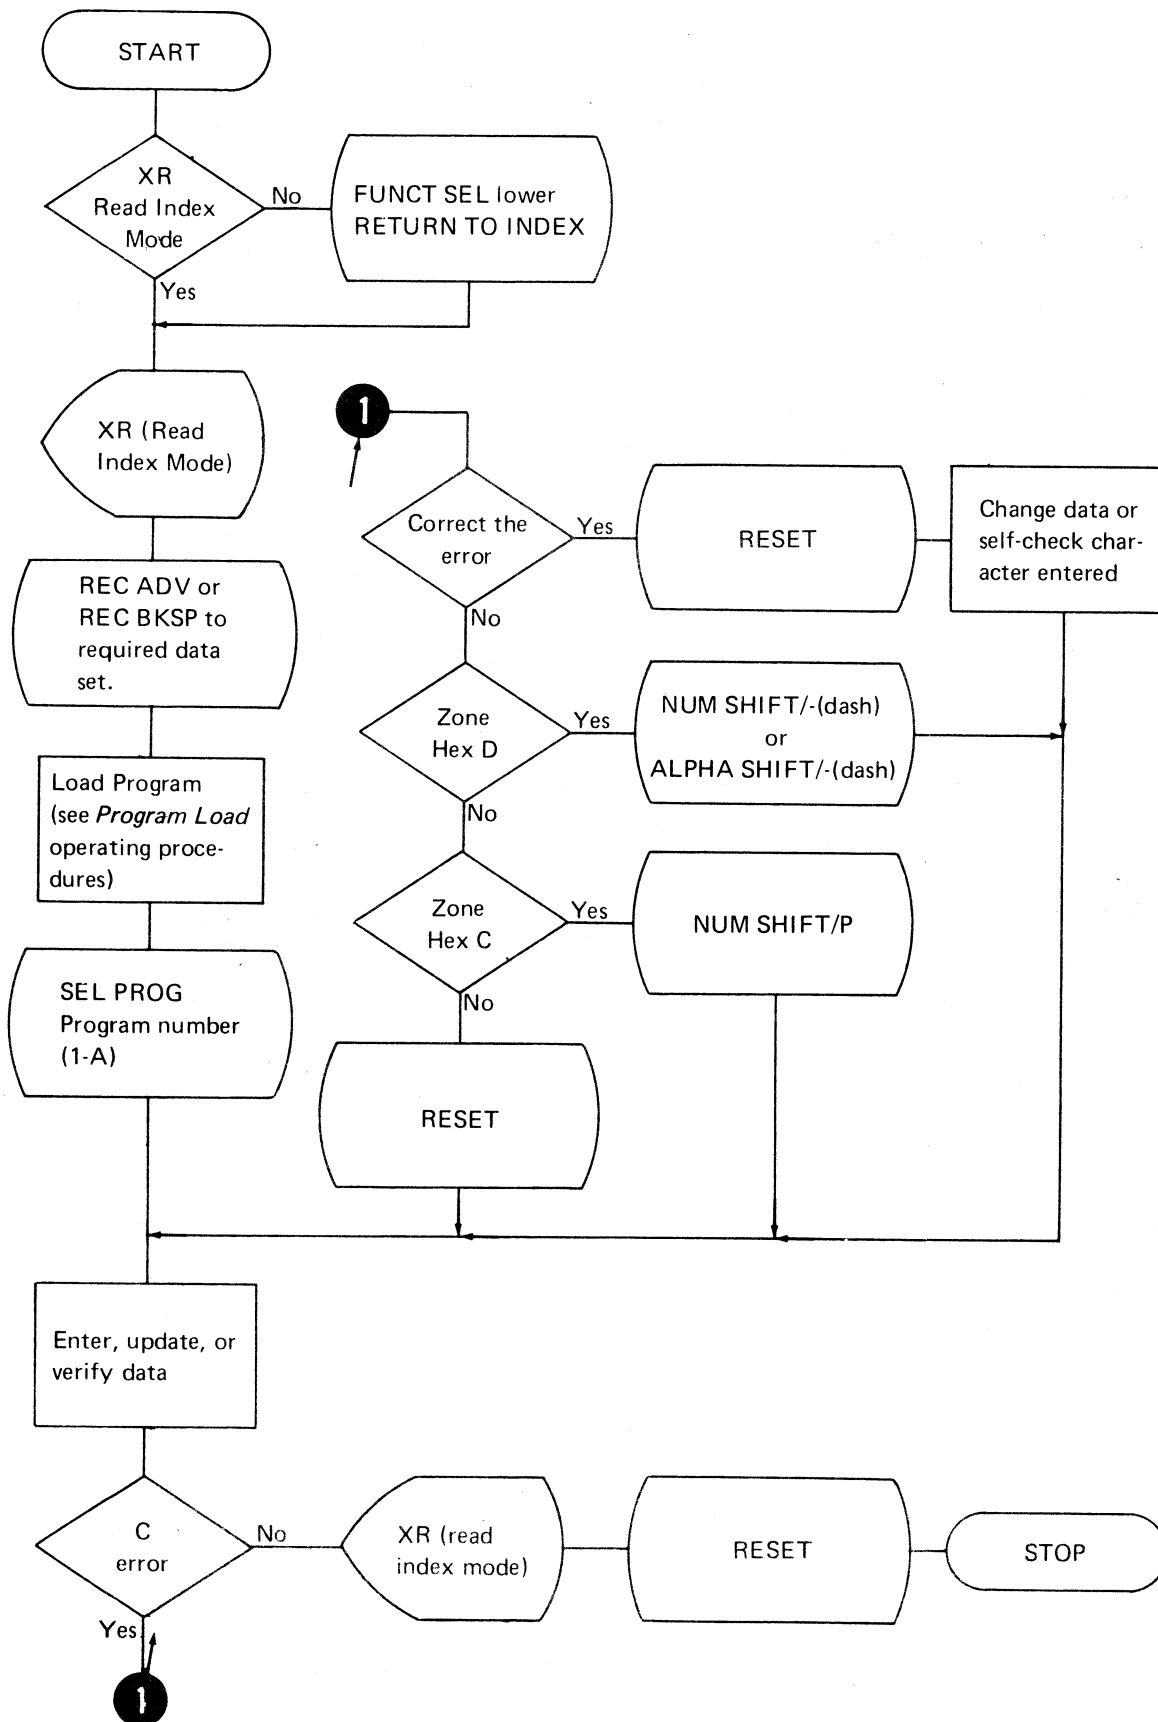 START
XR
Read Index
Mode
No
FUNCT SEL lower
RETURN TO INDEX
Yes
XR (Read
Index Mode)
REC ADV or
REC BKSP to
required data
set.
Load Program
(see Program Load
operating proce-
dures)
SEL PROG
Program number
(1-A)
1
Correct the
error
Yes
RESET
Change data or
self-check char-
acter entered
No
Zone
Hex D
Yes
NUM SHIFT/-(dash)
or
ALPHA SHIFT/-(dash)
No
Zone
Hex C
Yes
NUM SHIFT/P
No
RESET
Enter, update, or
verify data
C
error
No
XR (read
index mode)
RESET
STOP
Yes
1